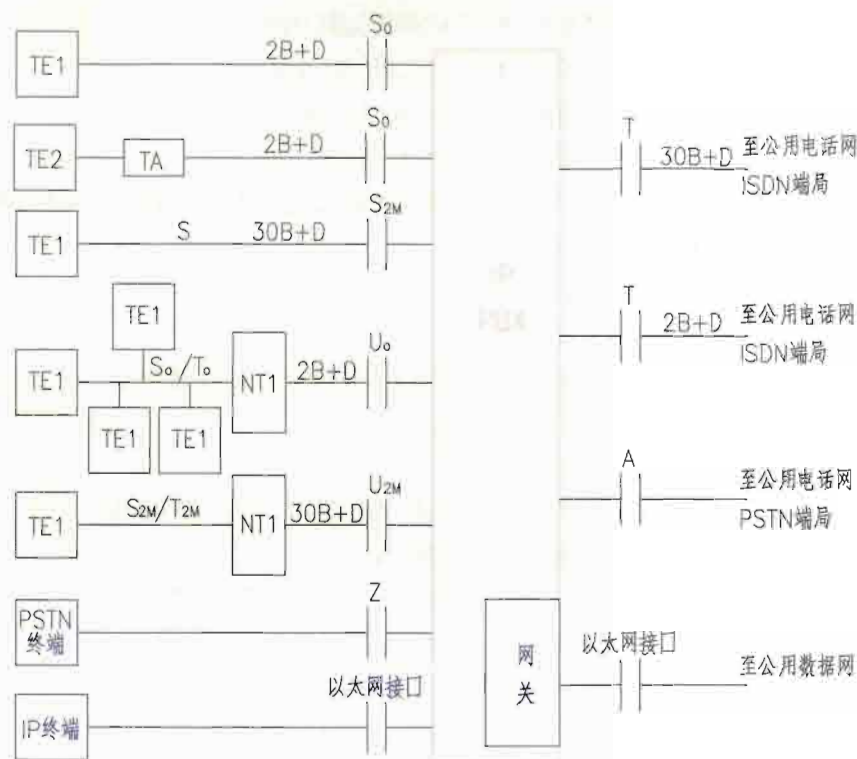 S₀
TE1 2B+D
S₀
TE2 TA 2B+D
S₂M
TE1 S 30B+D
TE1
TE1 S₀/T₀ NT1 2B+D U₀
TE1 TE1
TE1 S₂M/T₂M NT1 30B+D U₂M
PSTN
终端
Z
以太网接口
IP终端
IP
PBX
网
关
T
30B+D 至公用电话网
ISDN端局
T
2B+D 至公用电话网
ISDN端局
A
至公用电话网
PSTN端局
以太网接口
至公用数据网